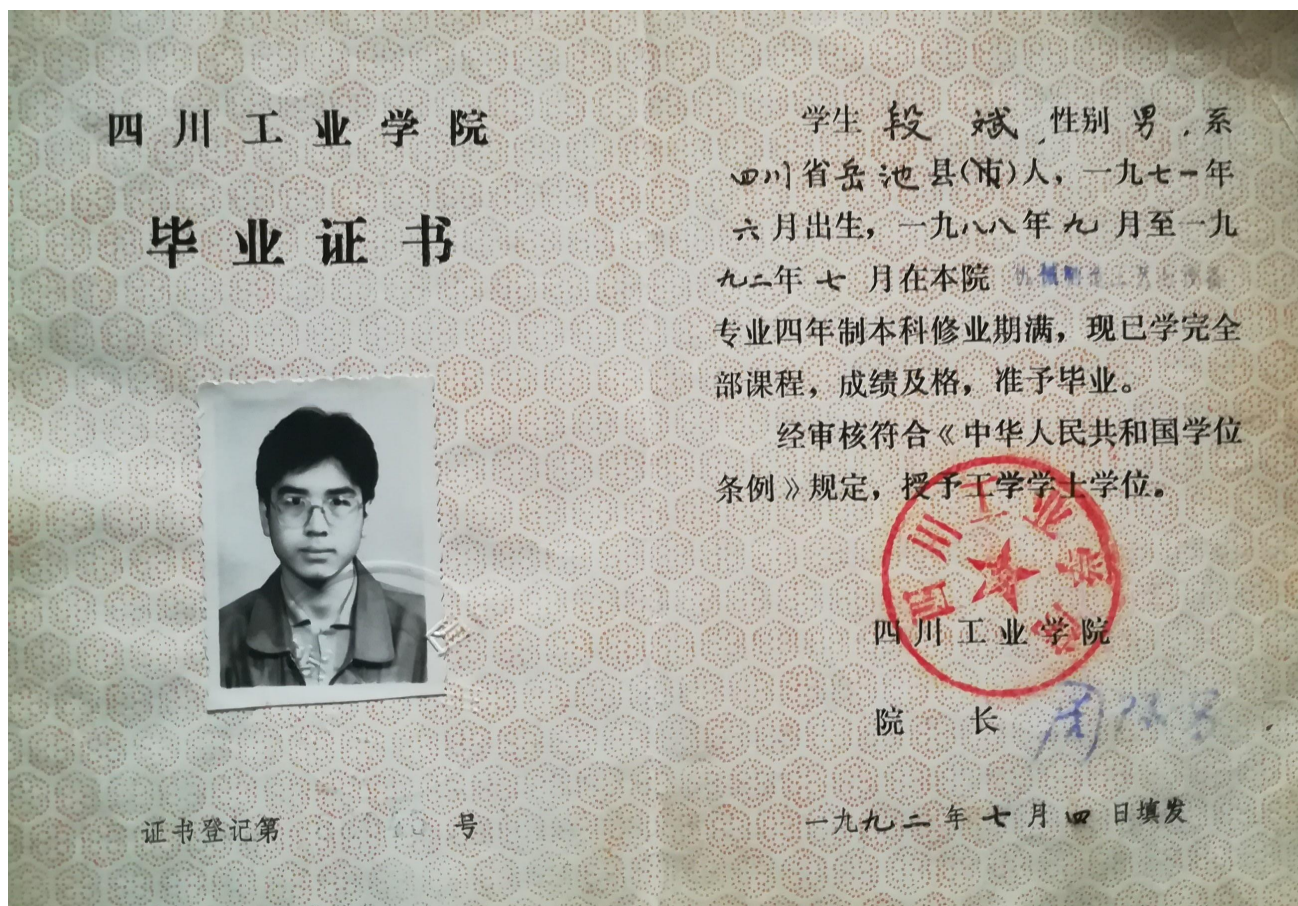 四川工业学院
毕业证书
证书登记第 号
学生 段斌,性别 男,系
四川省岳池县(市)人,一九七一年
六月出生,一九八八年九月至一九
九二年七月在本院
专业四年制本科修业期满,现已学完全
部课程,成绩及格,准予毕业。
经审核符合《中华人民共和国学位
条例》规定,授予工学学士学位。
四川工业学院
四川工业学院
院长
一九九二年七月四日填发